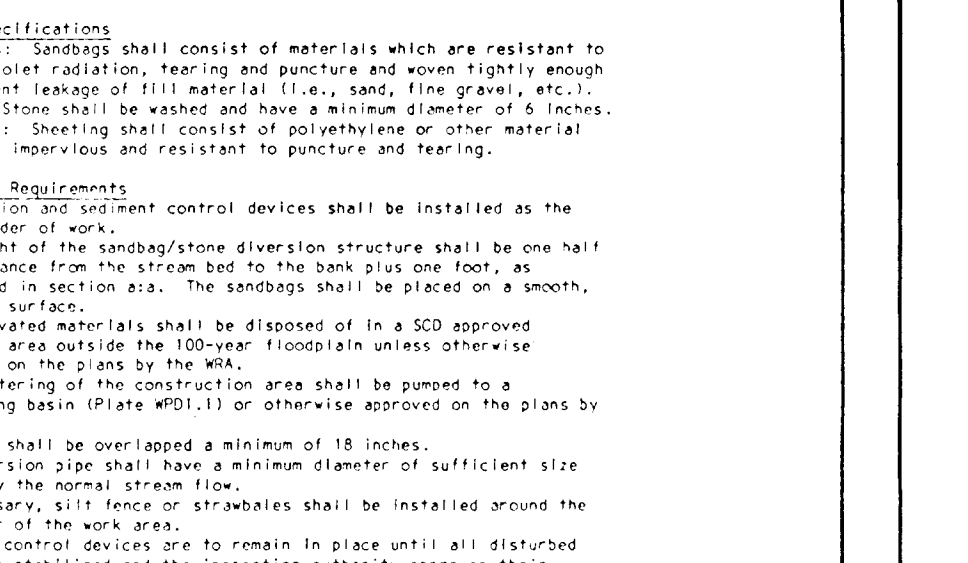 ecifications
: Sandbags shall consist of materials which are resistant to
olet radiation, tearing and puncture and woven tightly enough
nt leakage of fill material (i.e., sand, fine gravel, etc.).
Stone shall be washed and have a minimum diameter of 6 inches.
: Sheeting shall consist of polyethylene or other material
impervious and resistant to puncture and tearing.
Requirements
ion and sediment control devices shall be installed as the
der of work.
ht of the sandbag/stone diversion structure shall be one half
ance from the stream bed to the bank plus one foot, as
d in section a:a. The sandbags shall be placed on a smooth,
surface.
vated materials shall be disposed of in a SCD approved
area outside the 100-year floodplain unless otherwise
on the plans by the WRA.
tering of the construction area shall be pumped to a
ng basin (Plate WPD1.1) or otherwise approved on the plans by
shall be overlapped a minimum of 18 inches.
rsion pipe shall have a minimum diameter of sufficient size
y the normal stream flow.
sary, silt fence or strawbales shall be installed around the
r of the work area.
control devices are to remain in place until all disturbed